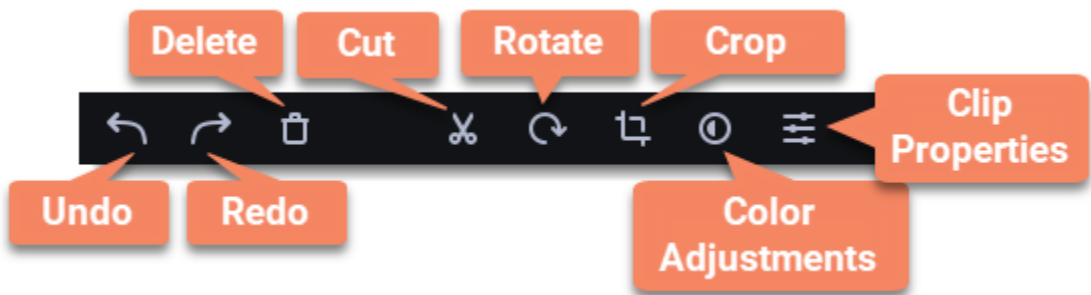 Delete
Cut
Rotate
Crop
Clip
Properties
Undo
Redo
Color
Adjustments